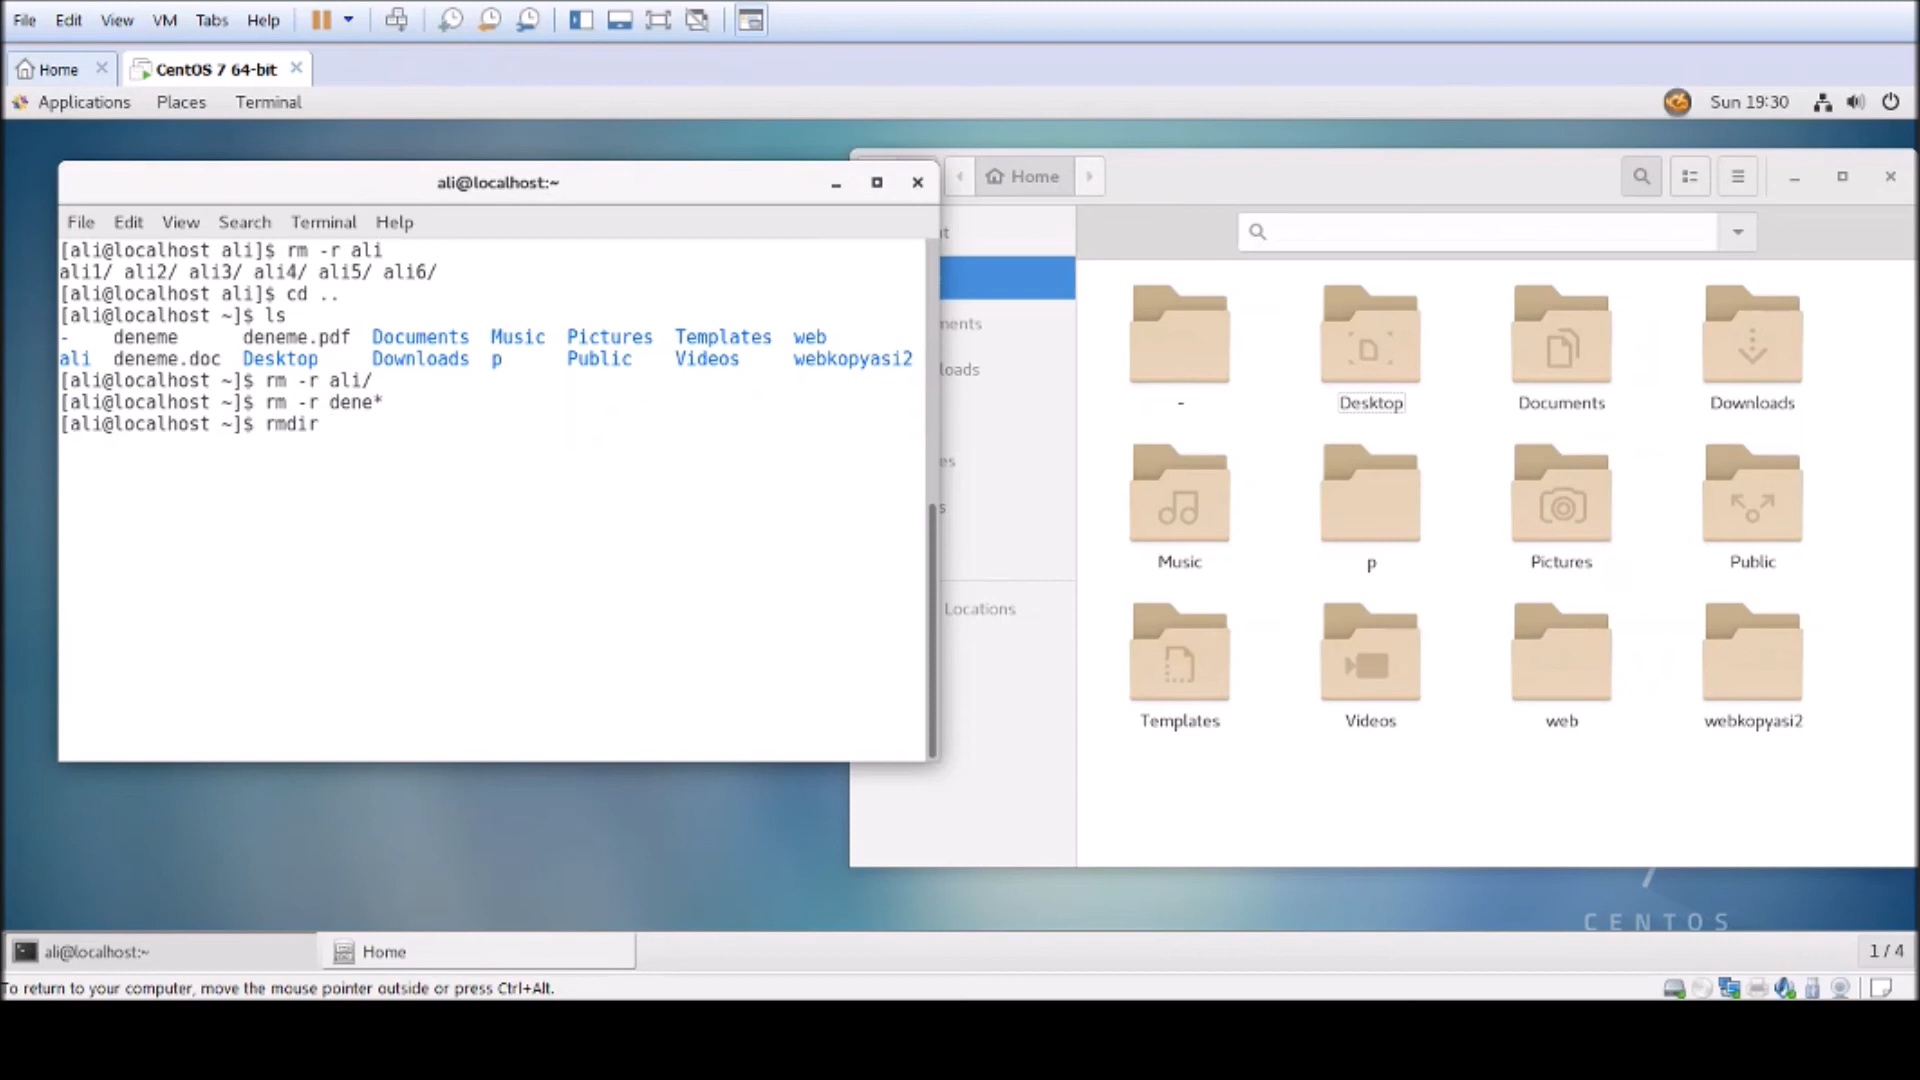 File Edit View VM Tabs Help
Home CentOS 7 64-bit
Applications Places Terminal Sun 19:30
ali@localhost:~
File Edit View Search Terminal Help
[ali@localhost ali]$ rm -r ali
ali1/ ali2/ ali3/ ali4/ ali5/ ali6/
[ali@localhost ali]$ cd ..
[ali@localhost ~]$ ls
- deneme deneme.pdf Documents Music Pictures Templates web
ali deneme.doc Desktop Downloads p Public Videos webkopyasi2
[ali@localhost ~]$ rm -r ali/
[ali@localhost ~]$ rm -r dene*
[ali@localhost ~]$ rmdir
Home
Locations
- Desktop Documents Downloads
Music p Pictures Public
Templates Videos web webkopyasi2
7
CENTOS
ali@localhost:~ Home 1 / 4
To return to your computer, move the mouse pointer outside or press Ctrl+Alt.